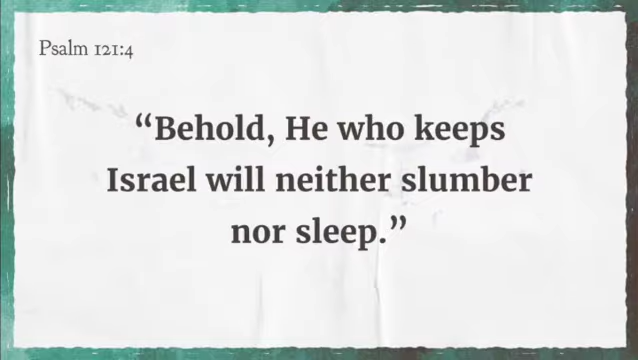 Psalm 121:4
“Behold, He who keeps
Israel will neither slumber
nor sleep.”